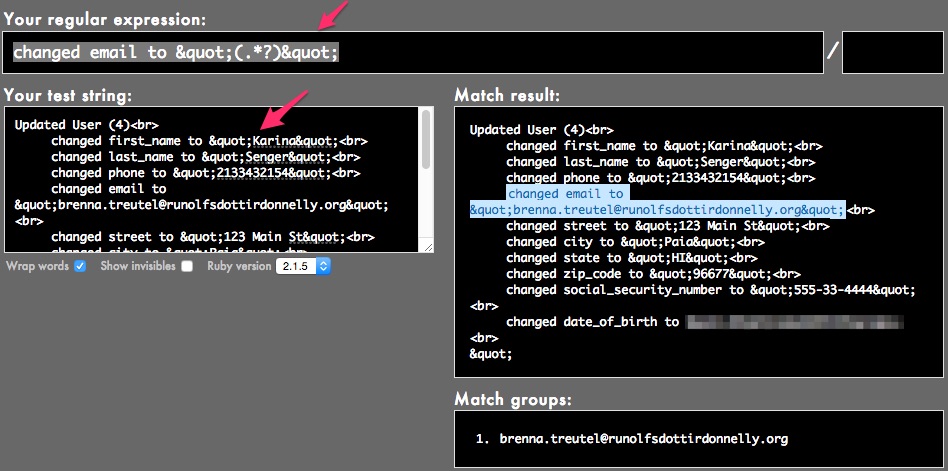 Your regular expression:
changed email to &quot;(.*?)&quot;
/
Your test string:
Updated User (4)<br>
changed first_name to &quot;Karina&quot;<br>
changed last_name to &quot;Senger&quot;<br>
changed phone to &quot;2133432154&quot;<br>
changed email to
&quot;brenna.treutel@runolfsdottirdonnelly.org&quot;
<br>
changed street to &quot;123 Main St&quot;<br>
changed city to &quot;Paia&quot;<br>
Wrap words Show invisibles Ruby version 2.1.5
Match result:
Updated User (4)<br>
changed first_name to &quot;Karina&quot;<br>
changed last_name to &quot;Senger&quot;<br>
changed phone to &quot;2133432154&quot;<br>
changed email to
&quot;brenna.treutel@runolfsdottirdonnelly.org&quot;<br>
changed street to &quot;123 Main St&quot;<br>
changed city to &quot;Paia&quot;<br>
changed state to &quot;HI&quot;<br>
changed zip_code to &quot;96677&quot;<br>
changed social_security_number to &quot;555-33-4444&quot;
<br>
changed date_of_birth to
<br>
&quot;
Match groups:
1. brenna.treutel@runolfsdottirdonnelly.org